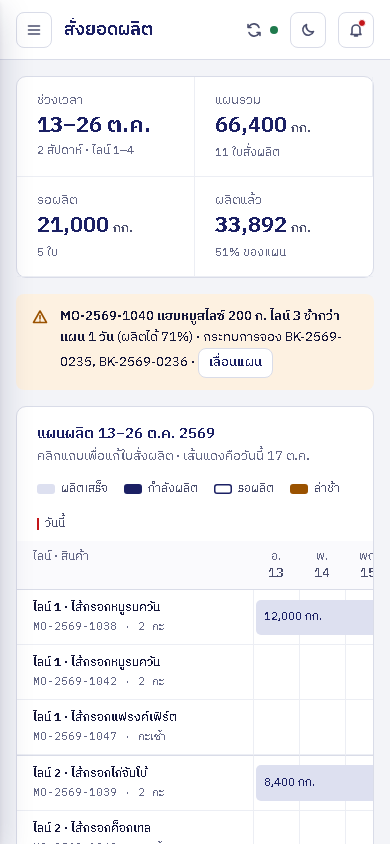 สั่งยอดผลิต
ช่วงเวลา
13–26 ต.ค.
2 สัปดาห์ · ไลน์ 1–4
แผนรวม
66,400 กก.
11 ใบสั่งผลิต
รอผลิต
21,000 กก.
5 ใบ
ผลิตแล้ว
33,892 กก.
51% ของแผน
MO-2569-1040 แฮมหมูสไลซ์ 200 ก. ไลน์ 3 ช้ากว่า
แผน 1 วัน (ผลิตได้ 71%) · กระทบการจอง BK-2569-
0235, BK-2569-0236 · เลื่อนแผน
แผนผลิต 13–26 ต.ค. 2569
คลิกแถบเพื่อแก้ใบสั่งผลิต · เส้นแดงคือวันนี้ 17 ต.ค.
ผลิตเสร็จ กำลังผลิต รอผลิต ล่าช้า
วันนี้
ไลน์ · สินค้า
อ. 13
พ. 14
15
ไลน์ 1 · ไส้กรอกหมูรมควัน
MO-2569-1038 · 2 กะ
12,000 กก.
ไลน์ 1 · ไส้กรอกหมูรมควัน
MO-2569-1042 · 2 กะ
ไลน์ 1 · ไส้กรอกแฟรงค์เฟิร์ต
MO-2569-1047 · กะเช้า
ไลน์ 2 · ไส้กรอกไก่จัมโบ้
MO-2569-1039 · 2 กะ
8,400 กก.
ไลน์ 2 · ไส้กรอกค็อกเทล